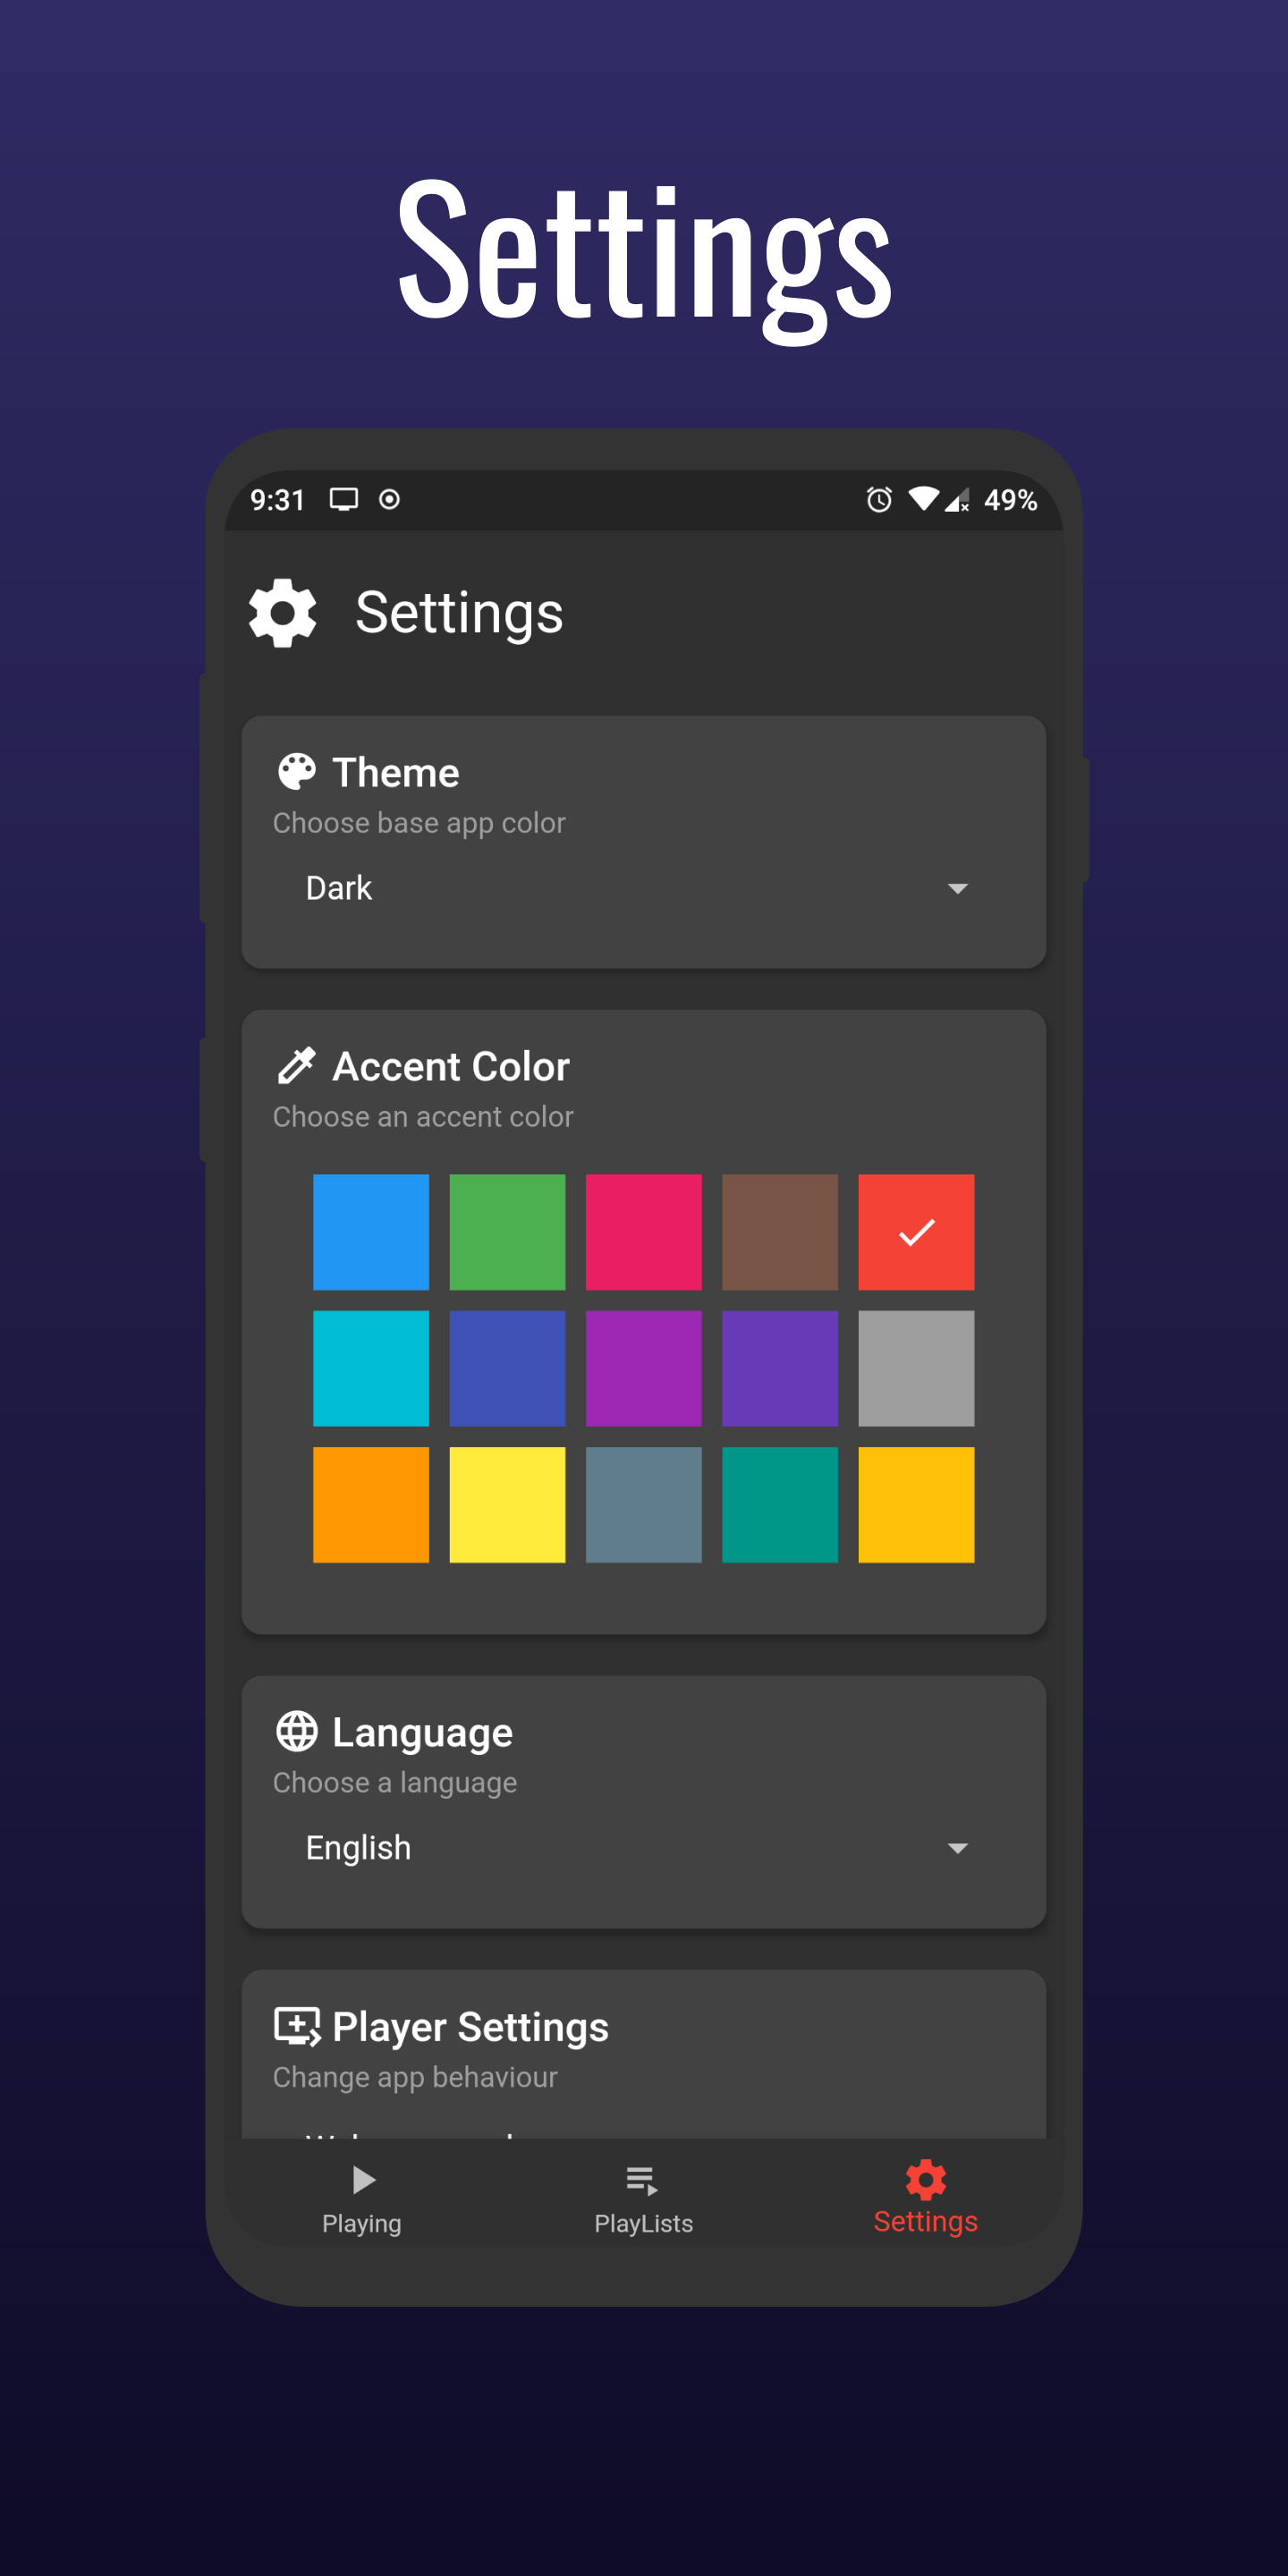 Settings
9:31
49%
Settings
Theme
Choose base app color
Dark
Accent Color
Choose an accent color
Language
Choose a language
English
Player Settings
Change app behaviour
Playing
PlayLists
Settings